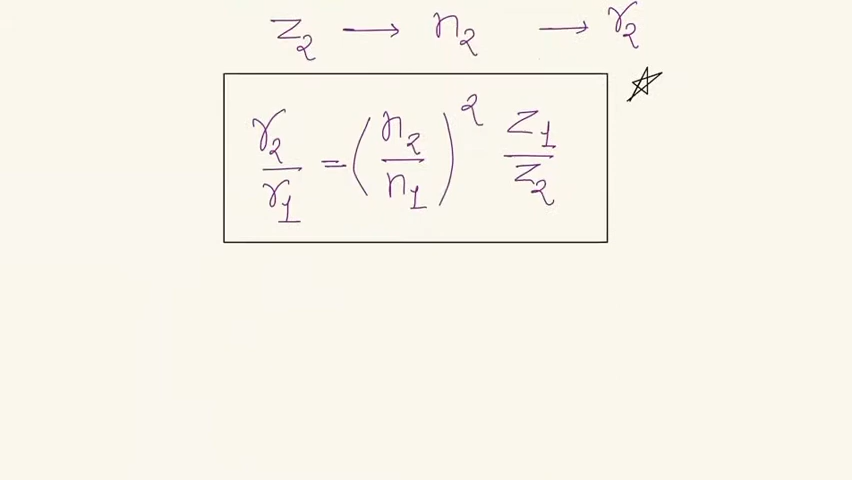 Z₂ → n₂ → r₂
r₂/r₁ = (n₂/n₁)² Z₁/Z₂